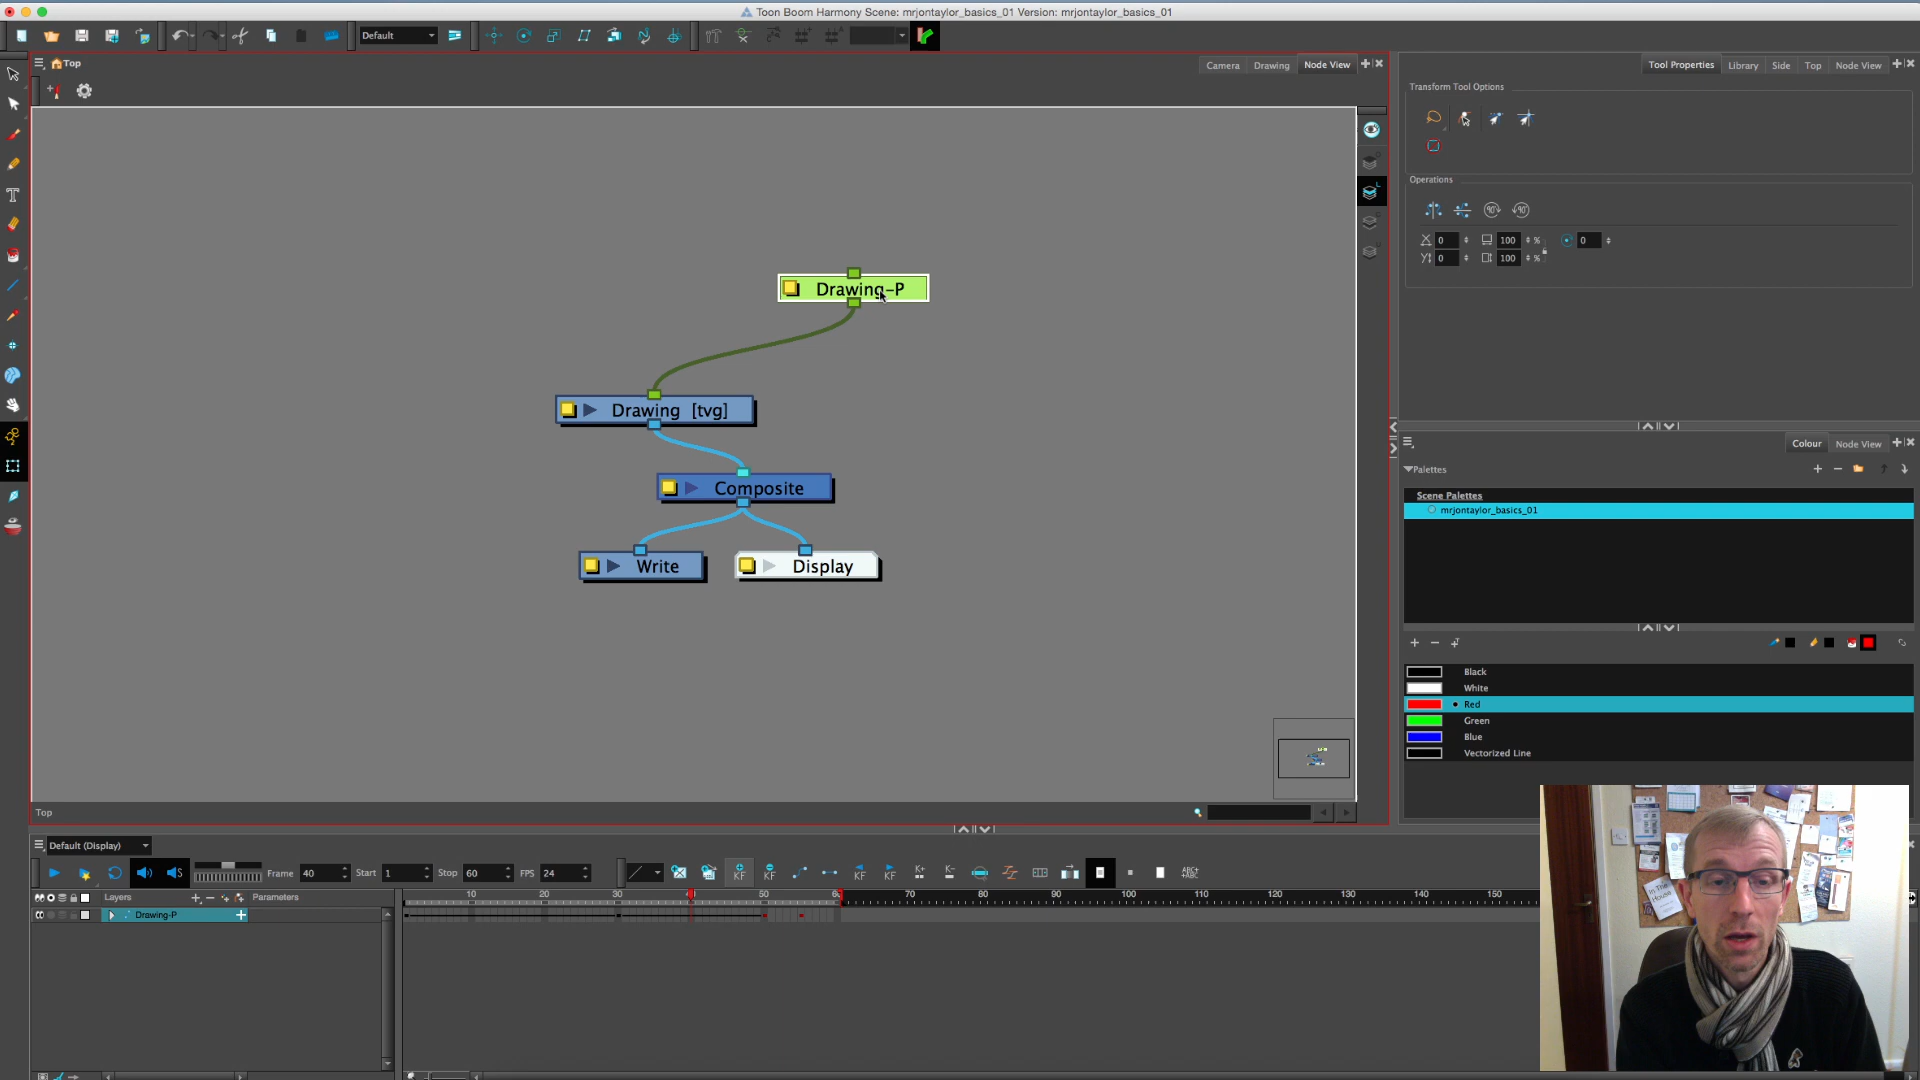 Toon Boom Harmony Scene: mrjontaylor_basics_01 Version: mrjontaylor_basics_01
Default
Top
Camera
Drawing
Node View
Tool Properties
Library
Side
Top
Node View
Transform Tool Options
Operations
X 0 100 % 0
Y 0 100 %
Drawing-P
Drawing [tvg]
Composite
Write
Display
Colour
Node View
Palettes
Scene Palettes
mrjontaylor_basics_01
Black
White
Red
Green
Blue
Vectorized Line
Top
Default (Display)
Frame 40 Start 1 Stop 60 FPS 24
KF KF KF KF
Layers
Parameters
10 20 30 50 70 80 90 100 110 120 130 140 150
Drawing-P